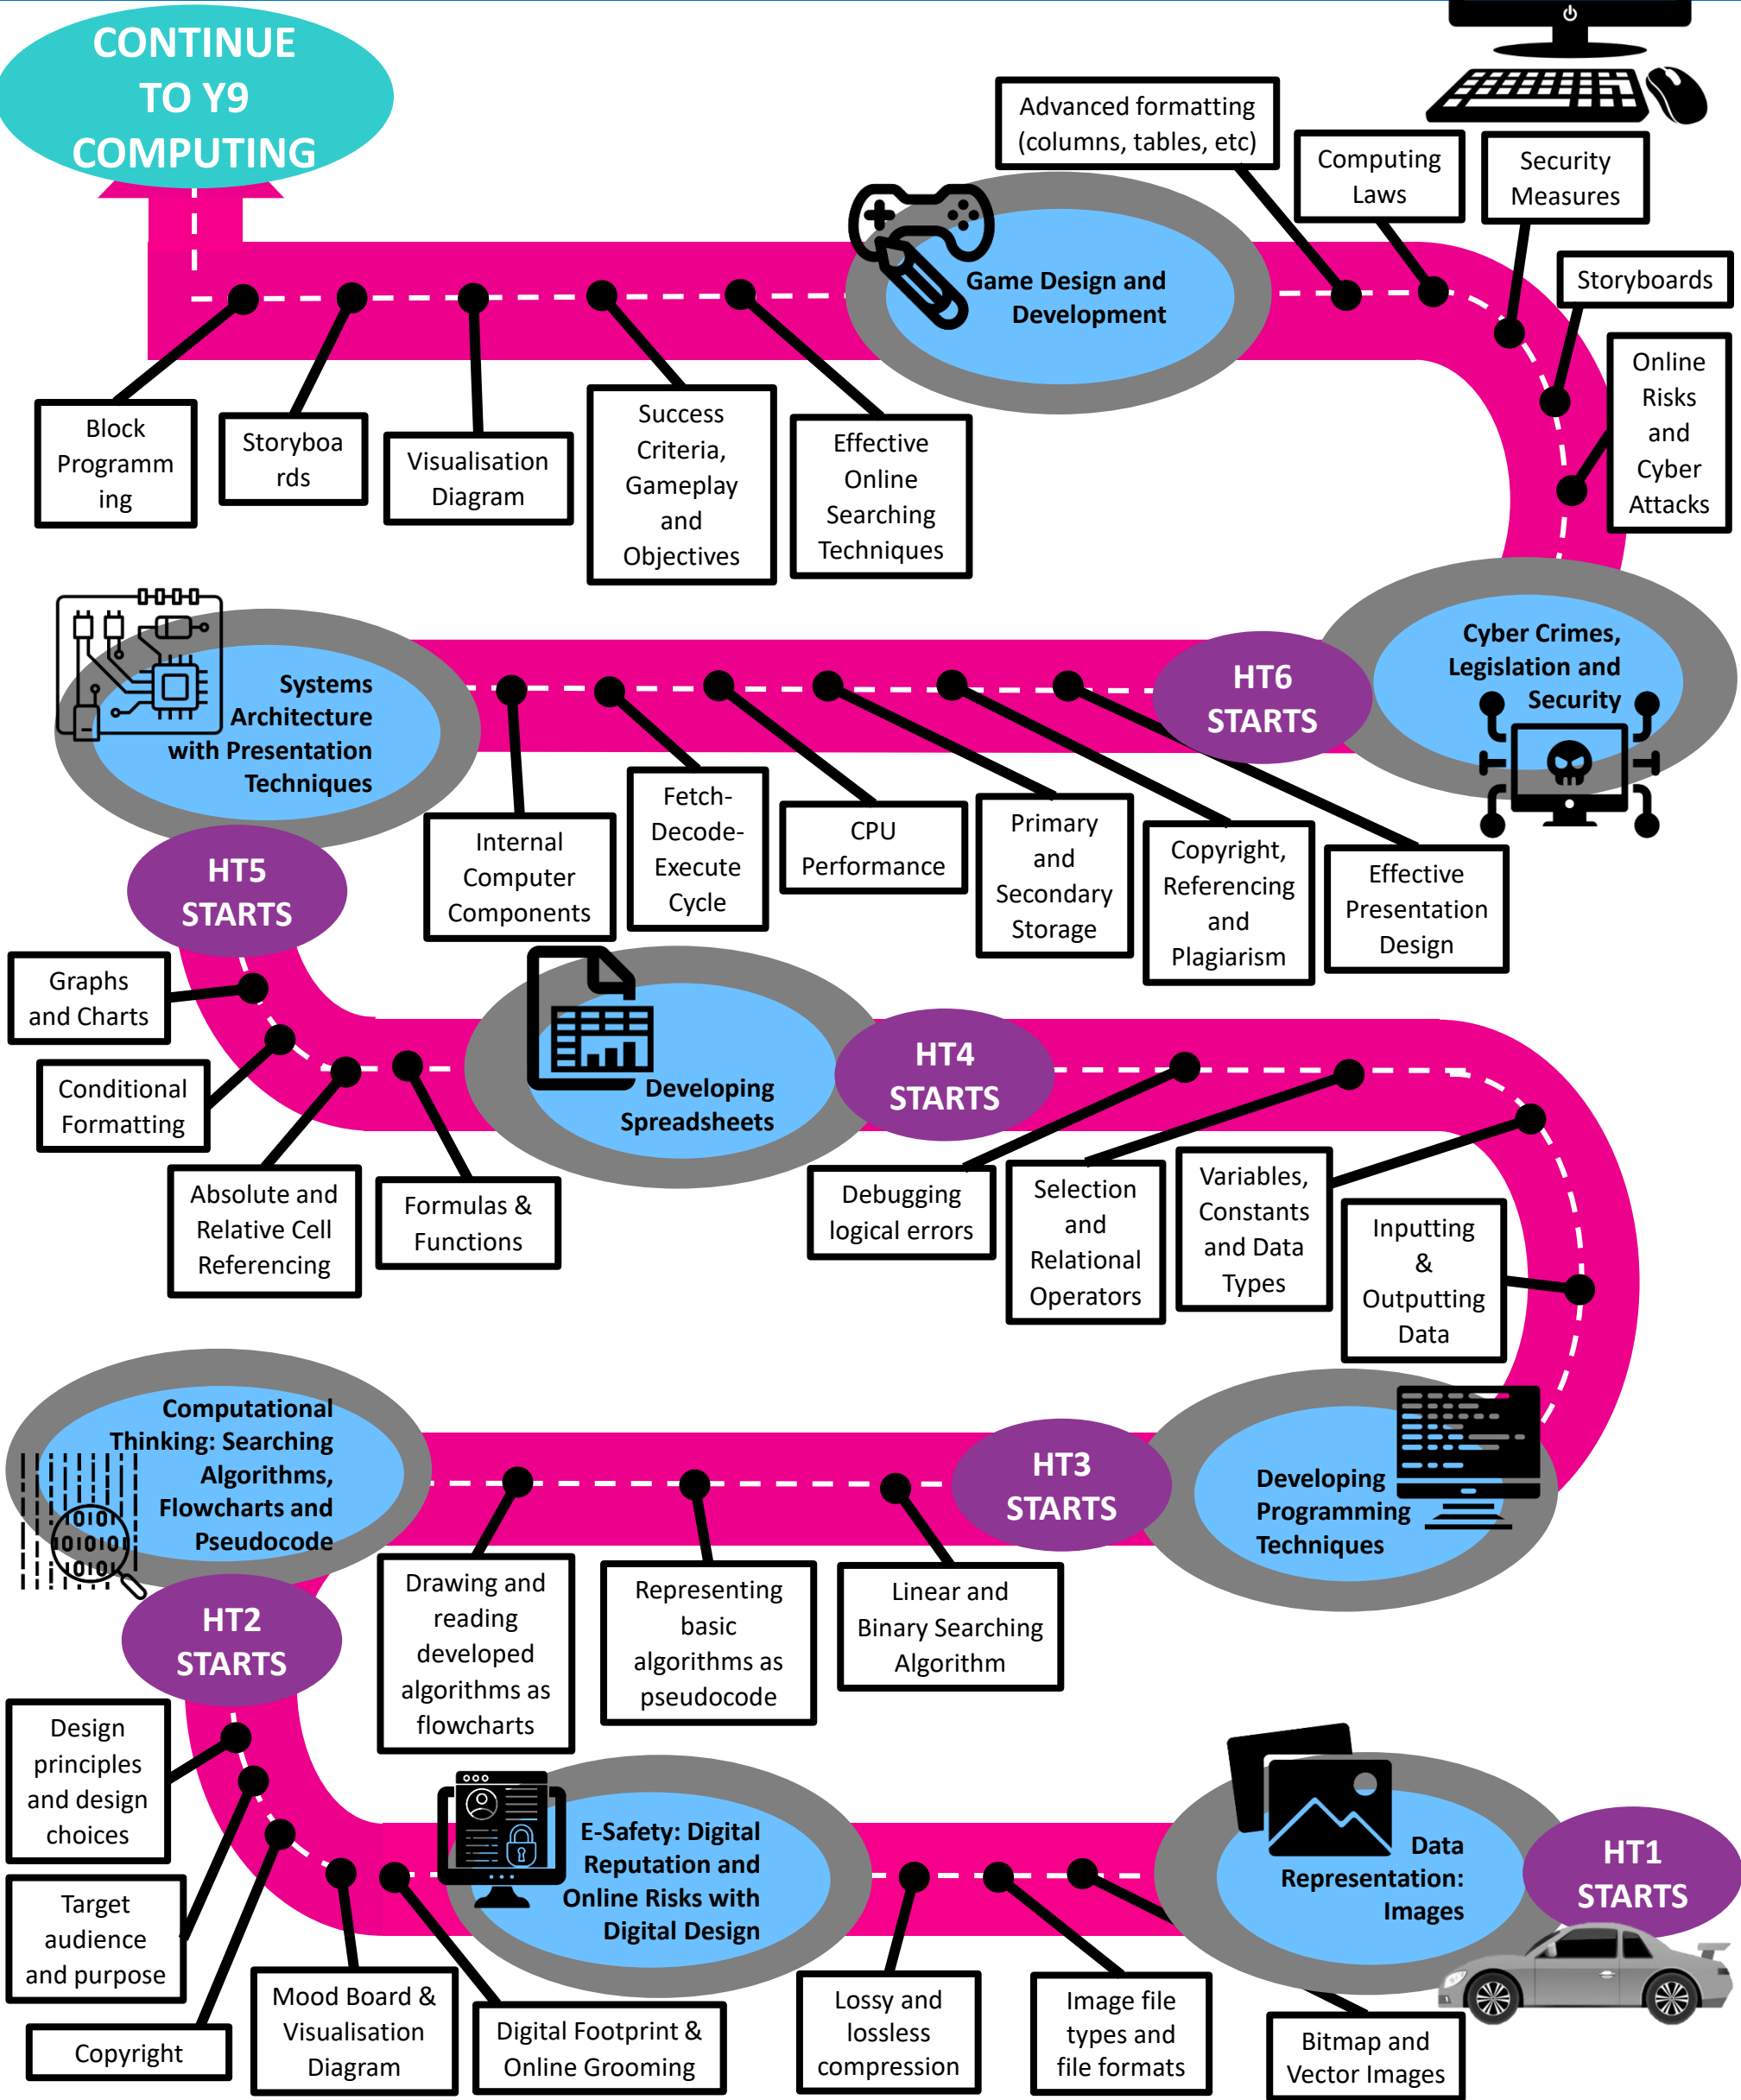 CONTINUE
TO Y9
COMPUTING
Advanced formatting
(columns, tables, etc)
Computing
Laws
Security
Measures
Storyboards
Online
Risks
and
Cyber
Attacks
Game Design and
Development
Block
Programm
ing
Storyboa
rds
Visualisation
Diagram
Success
Criteria,
Gameplay
and
Objectives
Effective
Online
Searching
Techniques
Cyber Crimes,
Legislation and
Security
HT6
STARTS
Systems
Architecture
with Presentation
Techniques
Internal
Computer
Components
Fetch-
Decode-
Execute
Cycle
CPU
Performance
Primary
and
Secondary
Storage
Copyright,
Referencing
and
Plagiarism
Effective
Presentation
Design
HT5
STARTS
Graphs
and Charts
Conditional
Formatting
Absolute and
Relative Cell
Referencing
Formulas &
Functions
Developing
Spreadsheets
HT4
STARTS
Debugging
logical errors
Selection
and
Relational
Operators
Variables,
Constants
and Data
Types
Inputting
&
Outputting
Data
Computational
Thinking: Searching
Algorithms,
Flowcharts and
Pseudocode
HT3
STARTS
Developing
Programming
Techniques
HT2
STARTS
Drawing and
reading
developed
algorithms as
flowcharts
Representing
basic
algorithms as
pseudocode
Linear and
Binary Searching
Algorithm
Design
principles
and design
choices
Target
audience
and purpose
Copyright
Mood Board &
Visualisation
Diagram
Digital Footprint &
Online Grooming
E-Safety: Digital
Reputation and
Online Risks with
Digital Design
Lossy and
lossless
compression
Image file
types and
file formats
Bitmap and
Vector Images
Data
Representation:
Images
HT1
STARTS